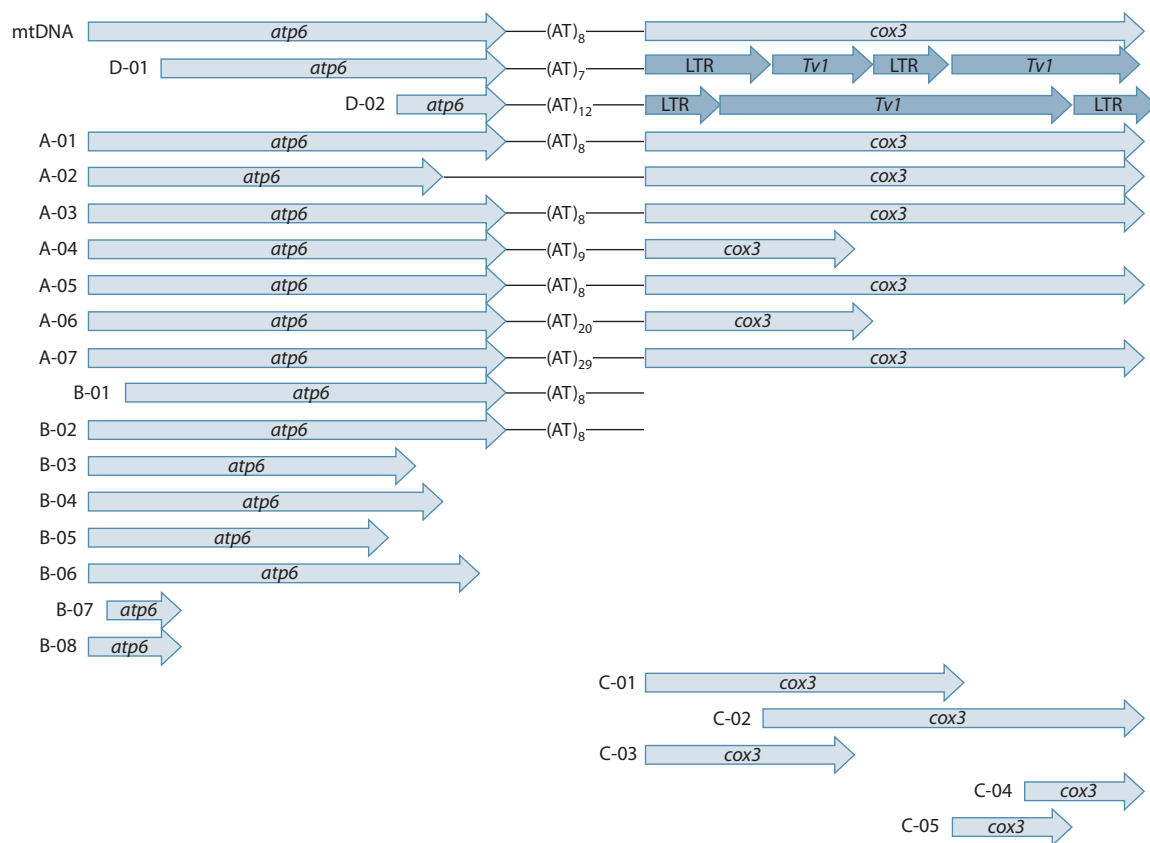 mtDNA atp6 (AT)8 cox3
D-01 atp6 (AT)7 LTR Tv1 LTR Tv1
D-02 atp6 (AT)12 LTR Tv1 LTR
A-01 atp6 (AT)8 cox3
A-02 atp6 cox3
A-03 atp6 (AT)8 cox3
A-04 atp6 (AT)9 cox3
A-05 atp6 (AT)8 cox3
A-06 atp6 (AT)20 cox3
A-07 atp6 (AT)29 cox3
B-01 atp6 (AT)8
B-02 atp6 (AT)8
B-03 atp6
B-04 atp6
B-05 atp6
B-06 atp6
B-07 atp6
B-08 atp6
C-01 cox3
C-02 cox3
C-03 cox3
C-04 cox3
C-05 cox3